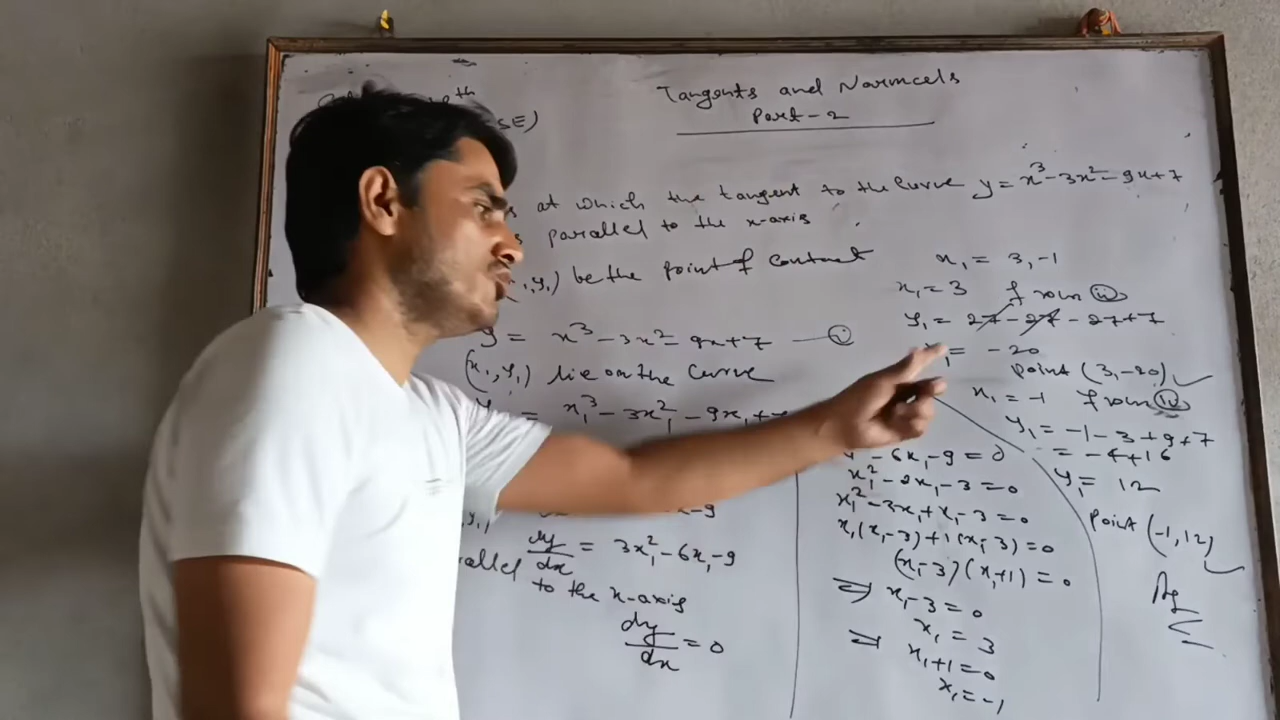 Tangents and Normals
Part-2
th
SE)
at which the tangent to the curve y = x³-3x²-9x+7
parallel to the x-axis
,y₁) be the point of contact
y = x³-3x²-9x+7 — (i)
(x₁,y₁) lie on the curve
= x₁³-3x₁²-9x₁+7
-9
,y₁)
dy/dx = 3x₁²-6x₁-9
rallel
to the x-axis
dy/dx = 0
-6x₁-9=0
x₁²-2x₁-3=0
x₁²-3x₁+x₁-3=0
x₁(x₁-3)+1(x₁-3)=0
(x₁-3)(x₁+1)=0
⇒ x₁-3=0
x₁=3
⇒ x₁+1=0
x₁=-1
x₁ = 3,-1
x₁=3 from (ii)
y₁= 27-27-27+7
= -20
Point (3,-20)
x₁=-1 from (ii)
y₁=-1-3+9+7
= -4+16
y₁= 12
Point (-1,12)